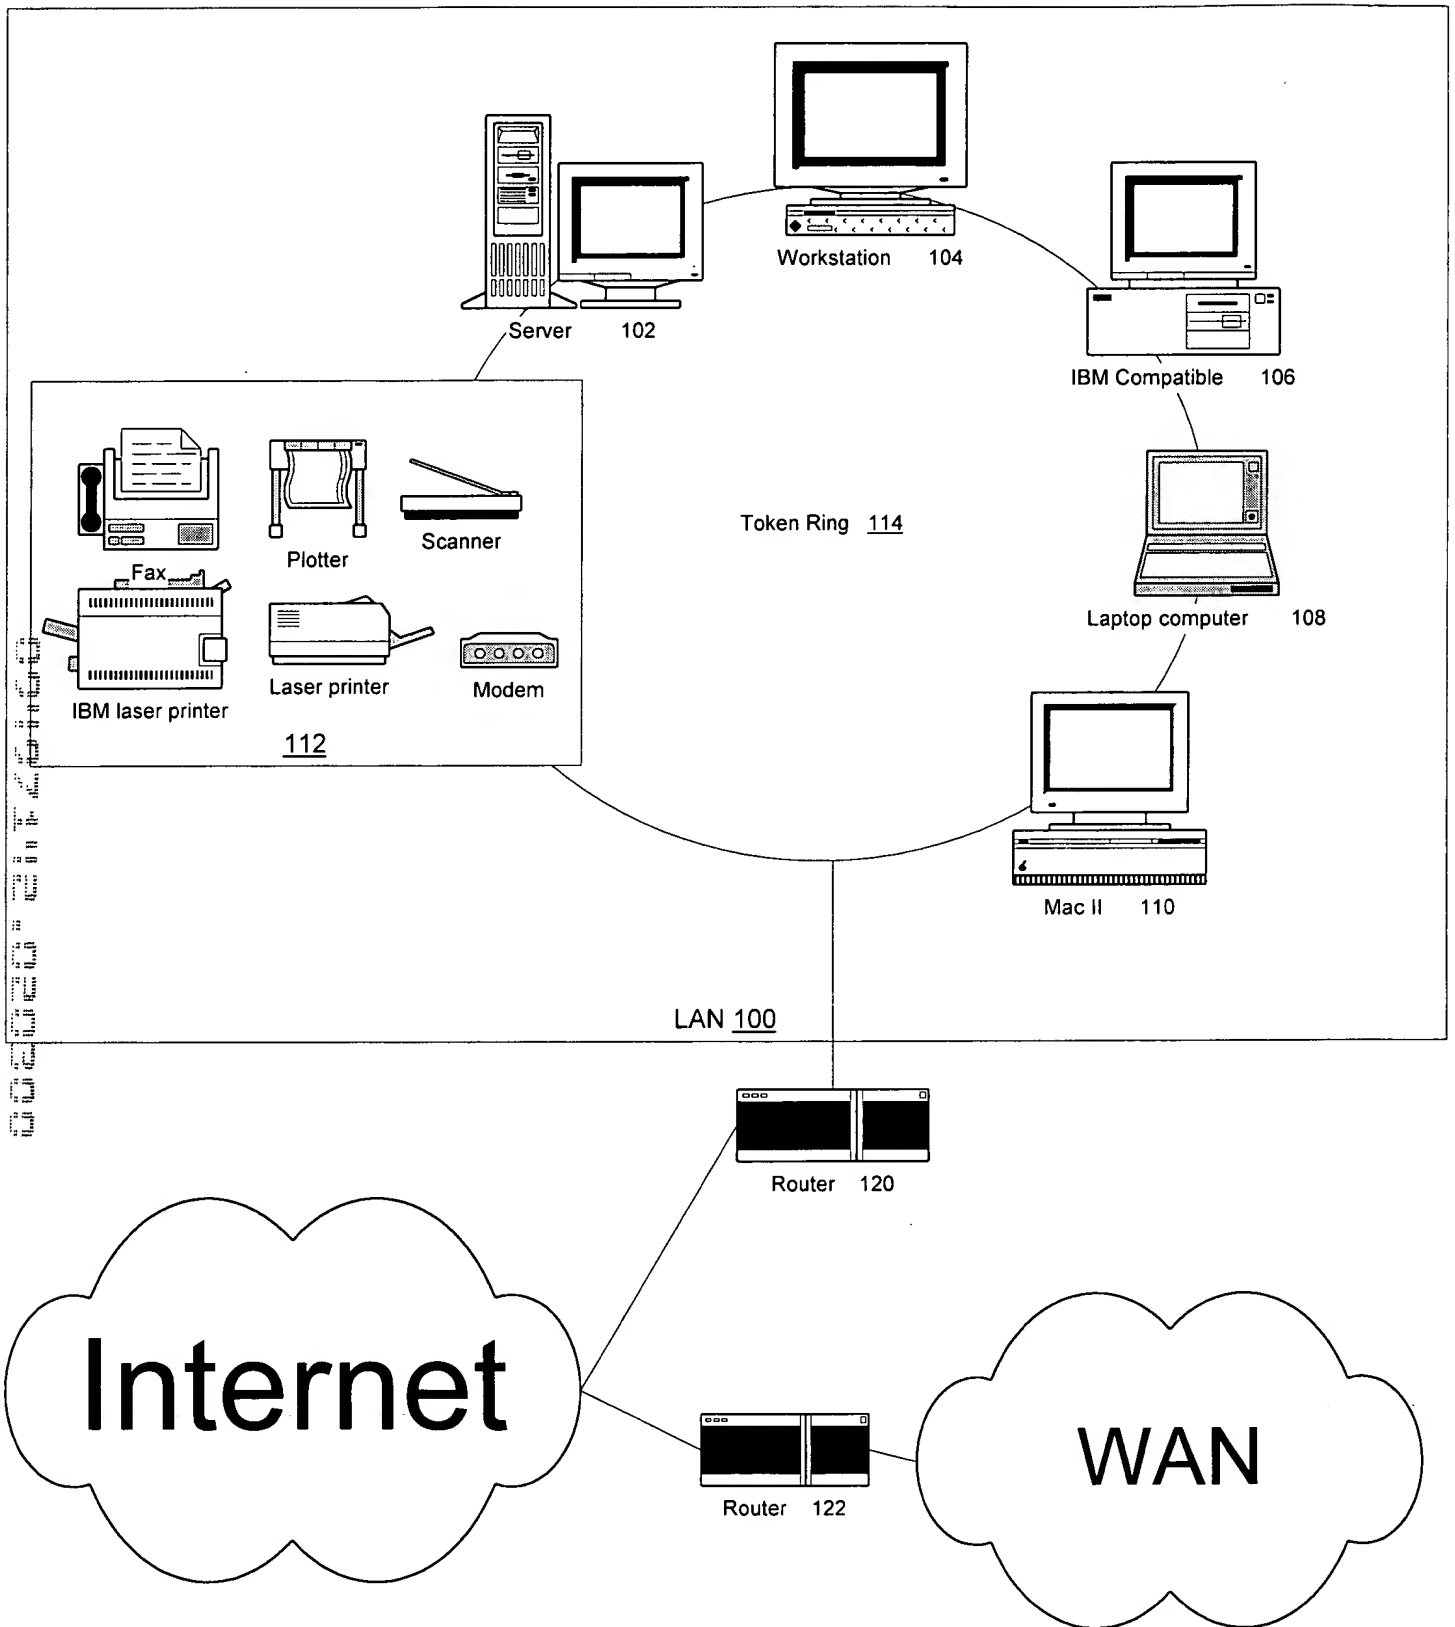 Workstation 104
Server 102
IBM Compatible 106
Plotter
Scanner
Token Ring 114
Fax
Laptop computer 108
IBM laser printer
Laser printer
Modem
112
Mac II 110
LAN 100
Router 120
Internet
WAN
Router 122